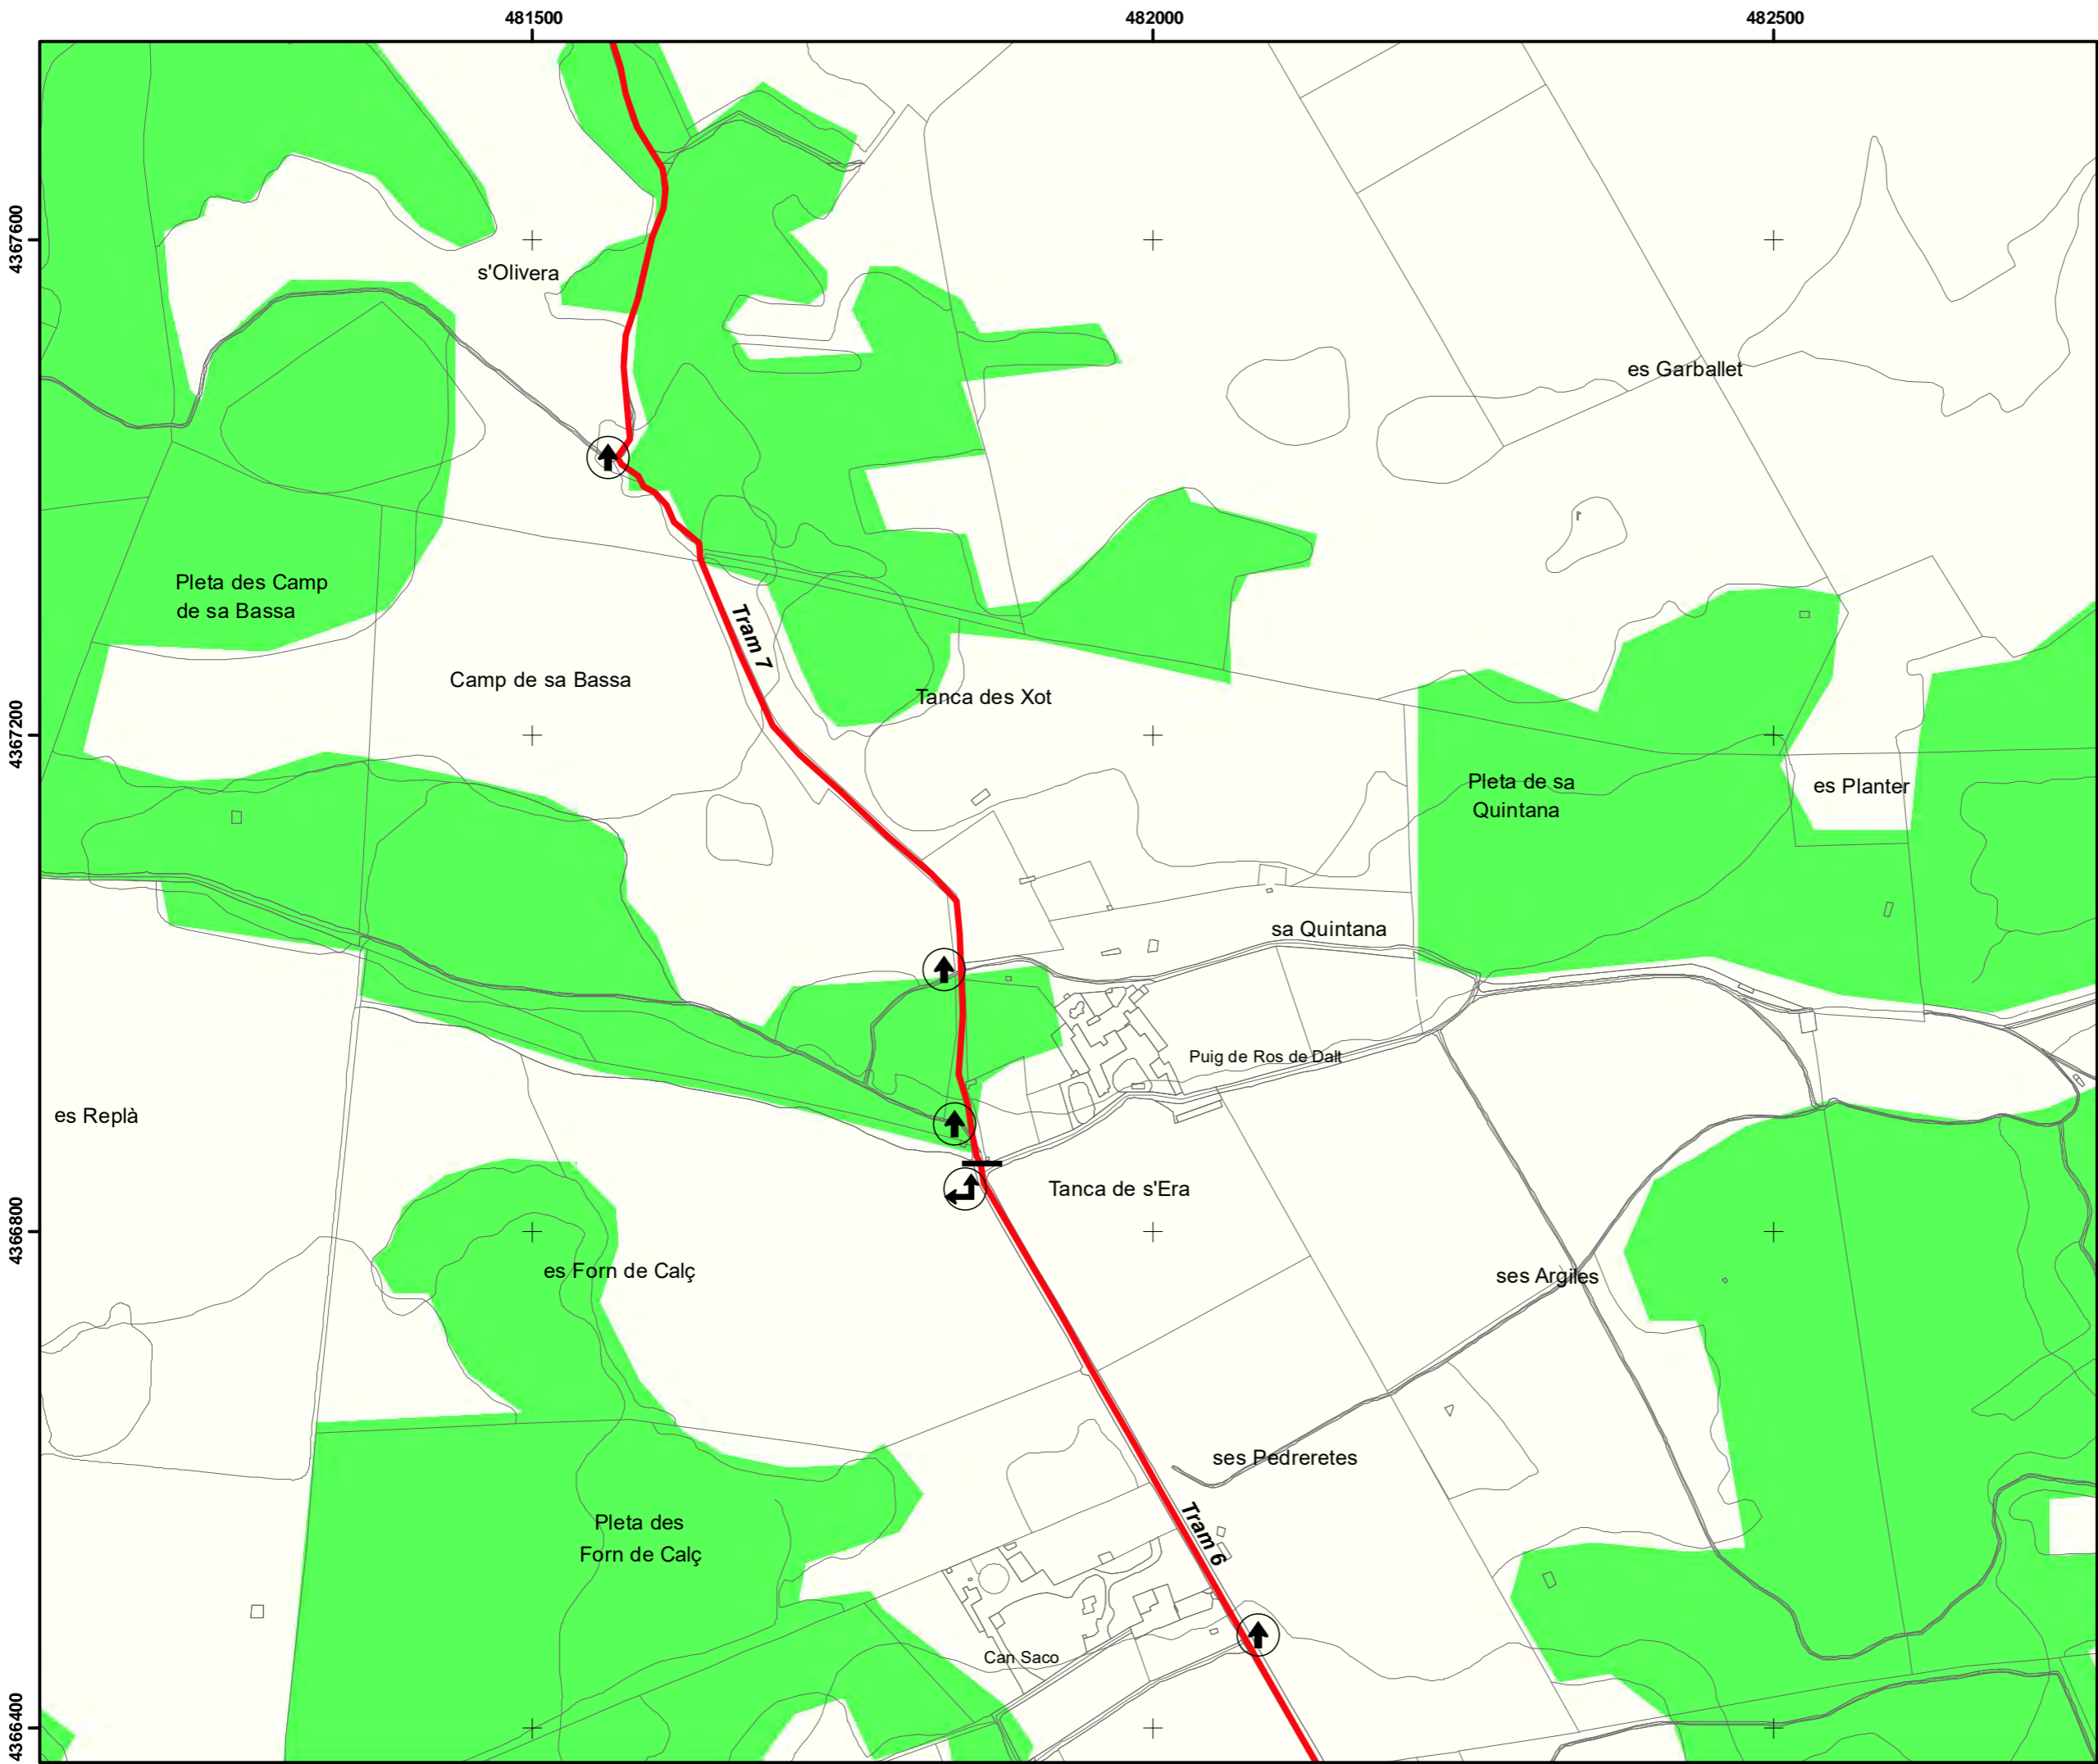 481500
482000
482500
4367600
s'Olivera
es Garballet
Pleta des Camp
de sa Bassa
Tram 7
Camp de sa Bassa
Tanca des Xot
4367200
Pleta de sa
Quintana
es Planter
sa Quintana
Puig de Ros de Dalt
es Replà
Tanca de s'Era
4366800
es Forn de Calç
ses Argiles
ses Pedreretes
Tram 6
Pleta des
Forn de Calç
Can Saco
4366400